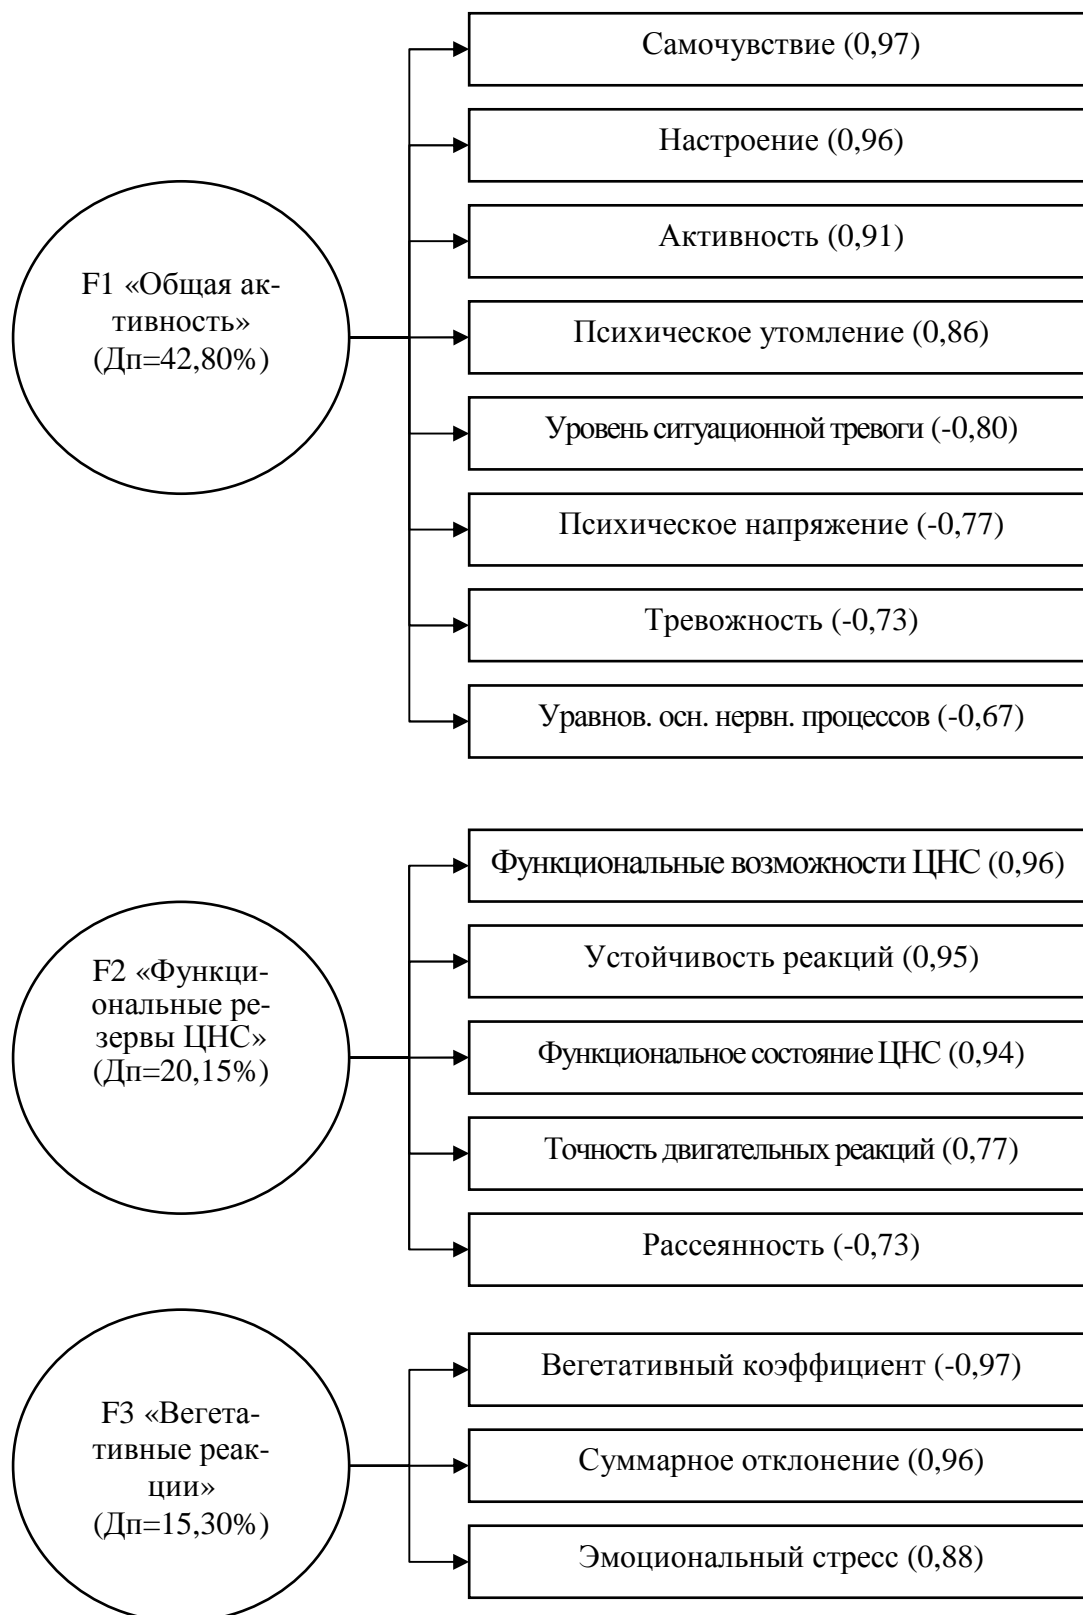 Самочувствие (0,97)
Настроение (0,96)
Активность (0,91)
F1 «Общая ак-
тивность»
(Дп=42,80%)
Психическое утомление (0,86)
Уровень ситуационной тревоги (-0,80)
Психическое напряжение (-0,77)
Тревожность (-0,73)
Уравнов. осн. нервн. процессов (-0,67)
Функциональные возможности ЦНС (0,96)
Устойчивость реакций (0,95)
F2 «Функци-
ональные ре-
зервы ЦНС»
(Дп=20,15%)
Функциональное состояние ЦНС (0,94)
Точность двигательных реакций (0,77)
Рассеянность (-0,73)
Вегетативный коэффициент (-0,97)
F3 «Вегета-
тивные реак-
ции»
(Дп=15,30%)
Суммарное отклонение (0,96)
Эмоциональный стресс (0,88)